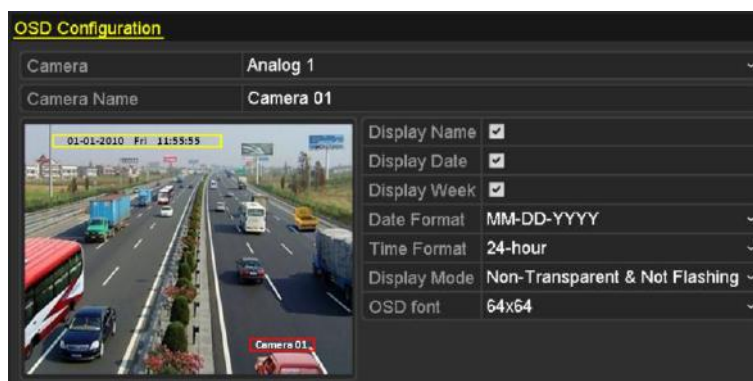 OSD Configuration
Camera Analog 1
Camera Name Camera 01
01-01-2010 Fri 11:55:55
Display Name
Display Date
Display Week
Date Format MM-DD-YYYY
Time Format 24-hour
Display Mode Non-Transparent & Not Flashing
OSD font 64x64
Camera 01